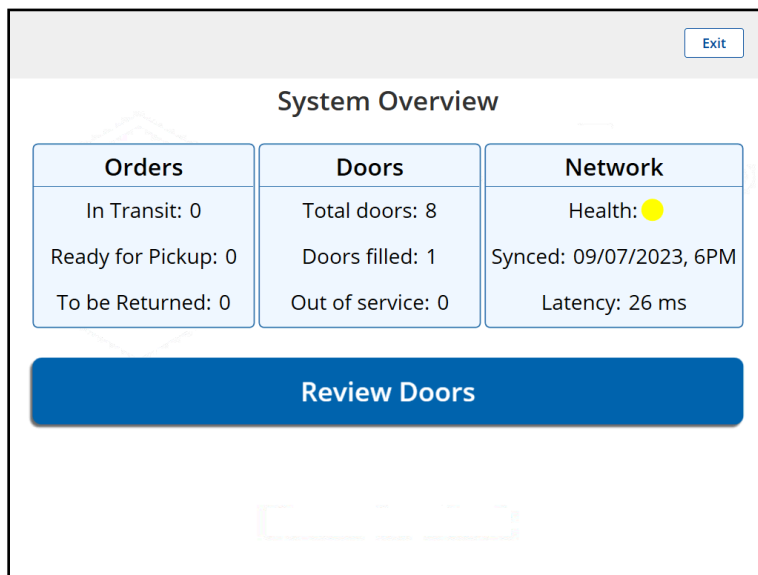 Exit
System Overview
Orders
In Transit: 0
Ready for Pickup: 0
To be Returned: 0
Doors
Total doors: 8
Doors filled: 1
Out of service: 0
Network
Health:
Synced: 09/07/2023, 6PM
Latency: 26 ms
Review Doors